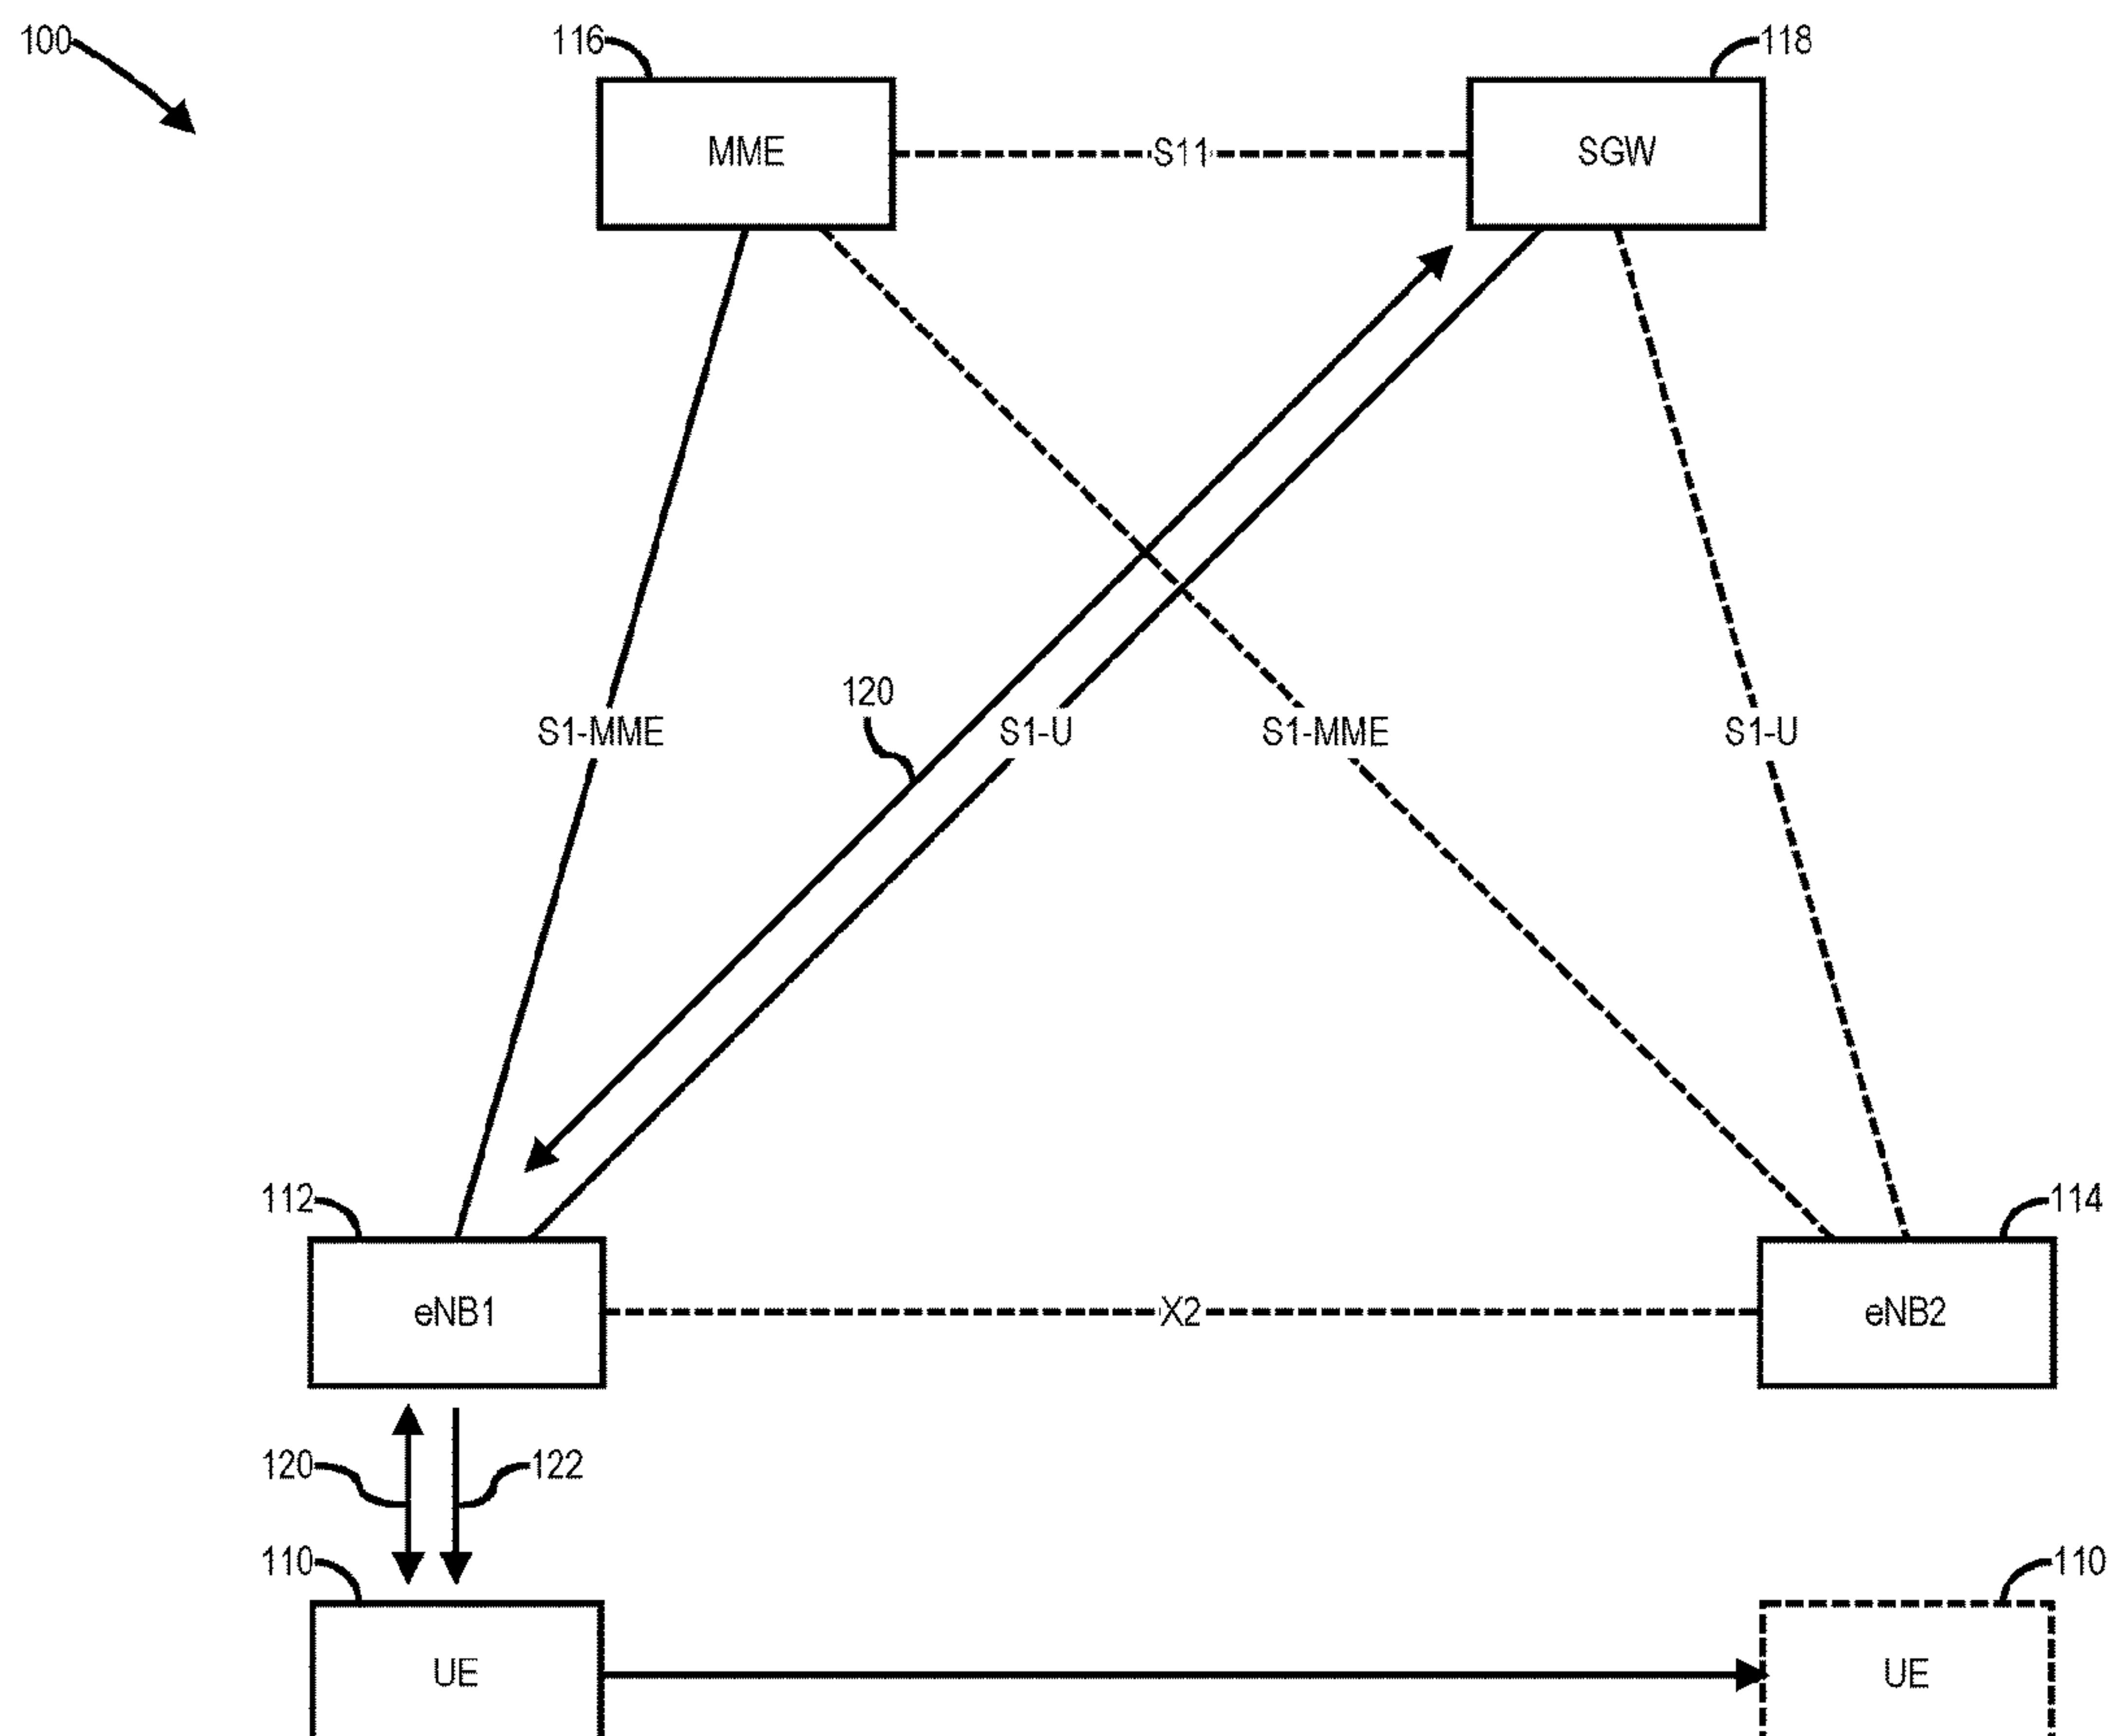 100
116
118
MME
S11
SGW
120
S1-MME
S1-U
S1-MME
S1-U
112
114
eNB1
X2
eNB2
120
122
110
110
UE
UE